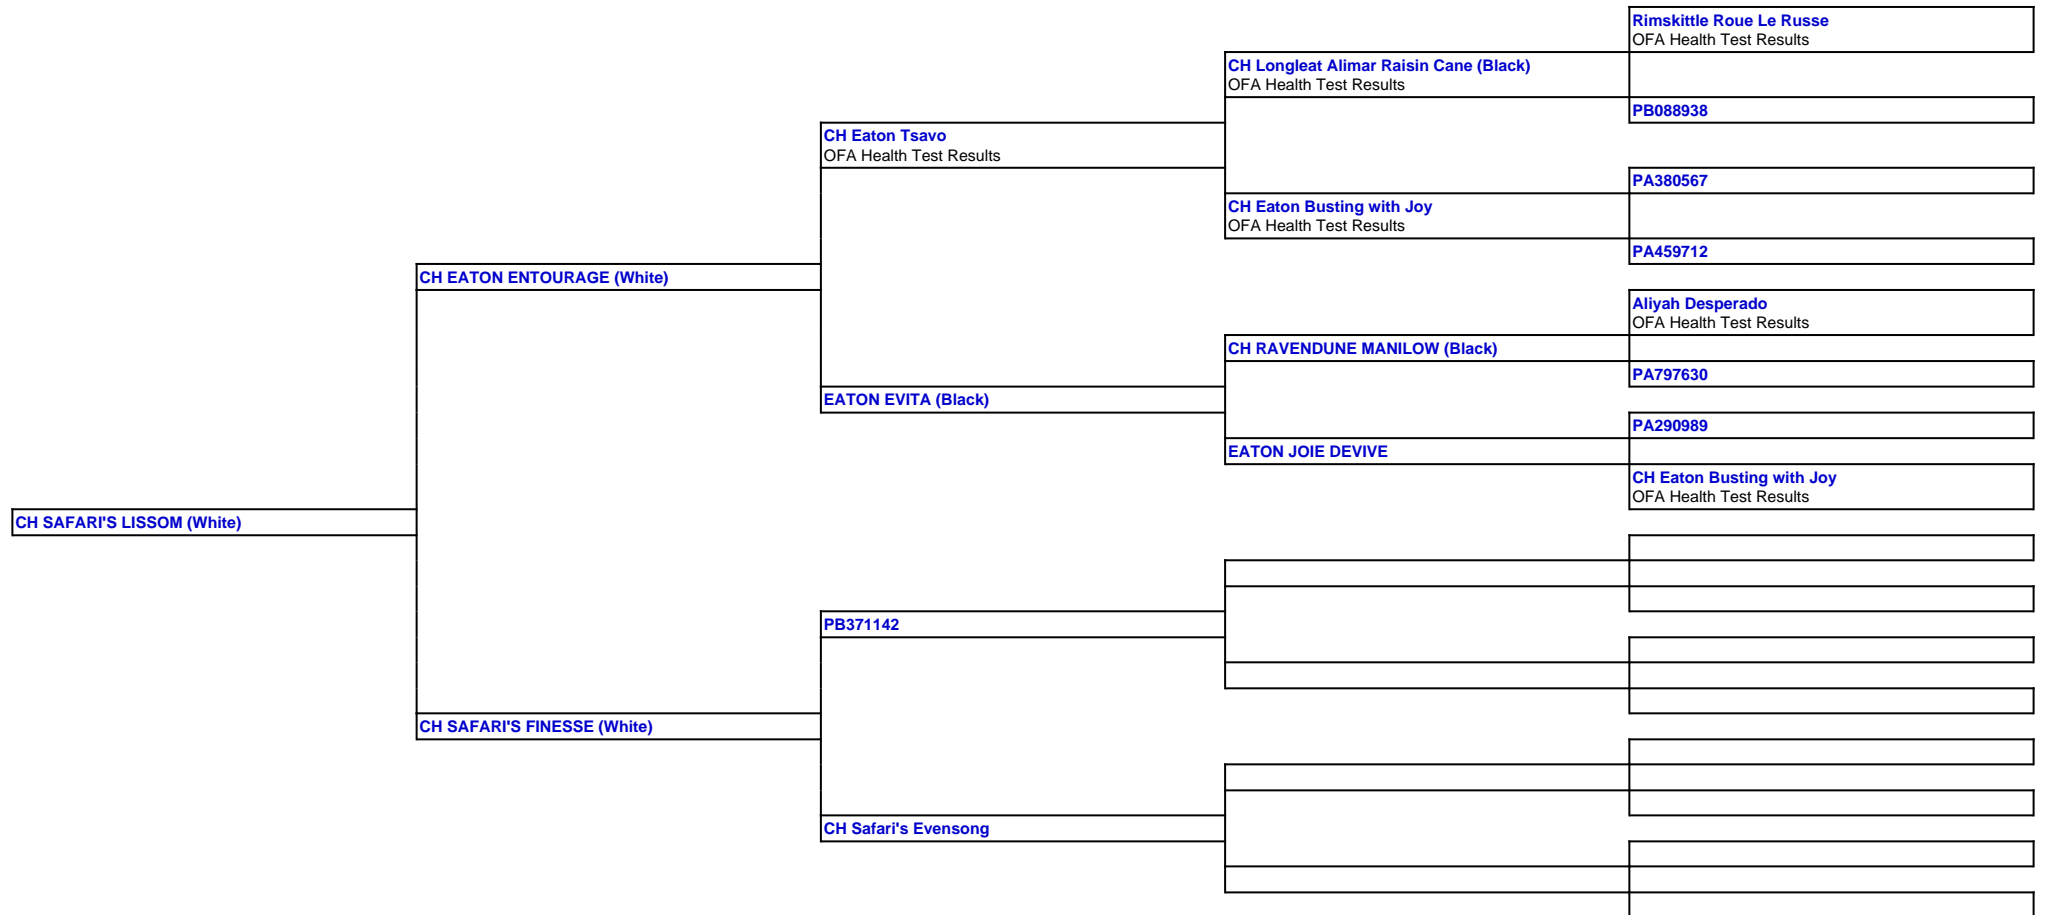 Rimskittle Roue Le Russe
OFA Health Test Results
CH Longleat Alimar Raisin Cane (Black)
OFA Health Test Results
PB088938
CH Eaton Tsavo
OFA Health Test Results
PA380567
CH Eaton Busting with Joy
OFA Health Test Results
PA459712
CH EATON ENTOURAGE (White)
Aliyah Desperado
OFA Health Test Results
CH RAVENDUNE MANILOW (Black)
PA797630
EATON EVITA (Black)
PA290989
EATON JOIE DEVIVE
CH Eaton Busting with Joy
OFA Health Test Results
CH SAFARI'S LISSOM (White)
PB371142
CH SAFARI'S FINESSE (White)
CH Safari's Evensong